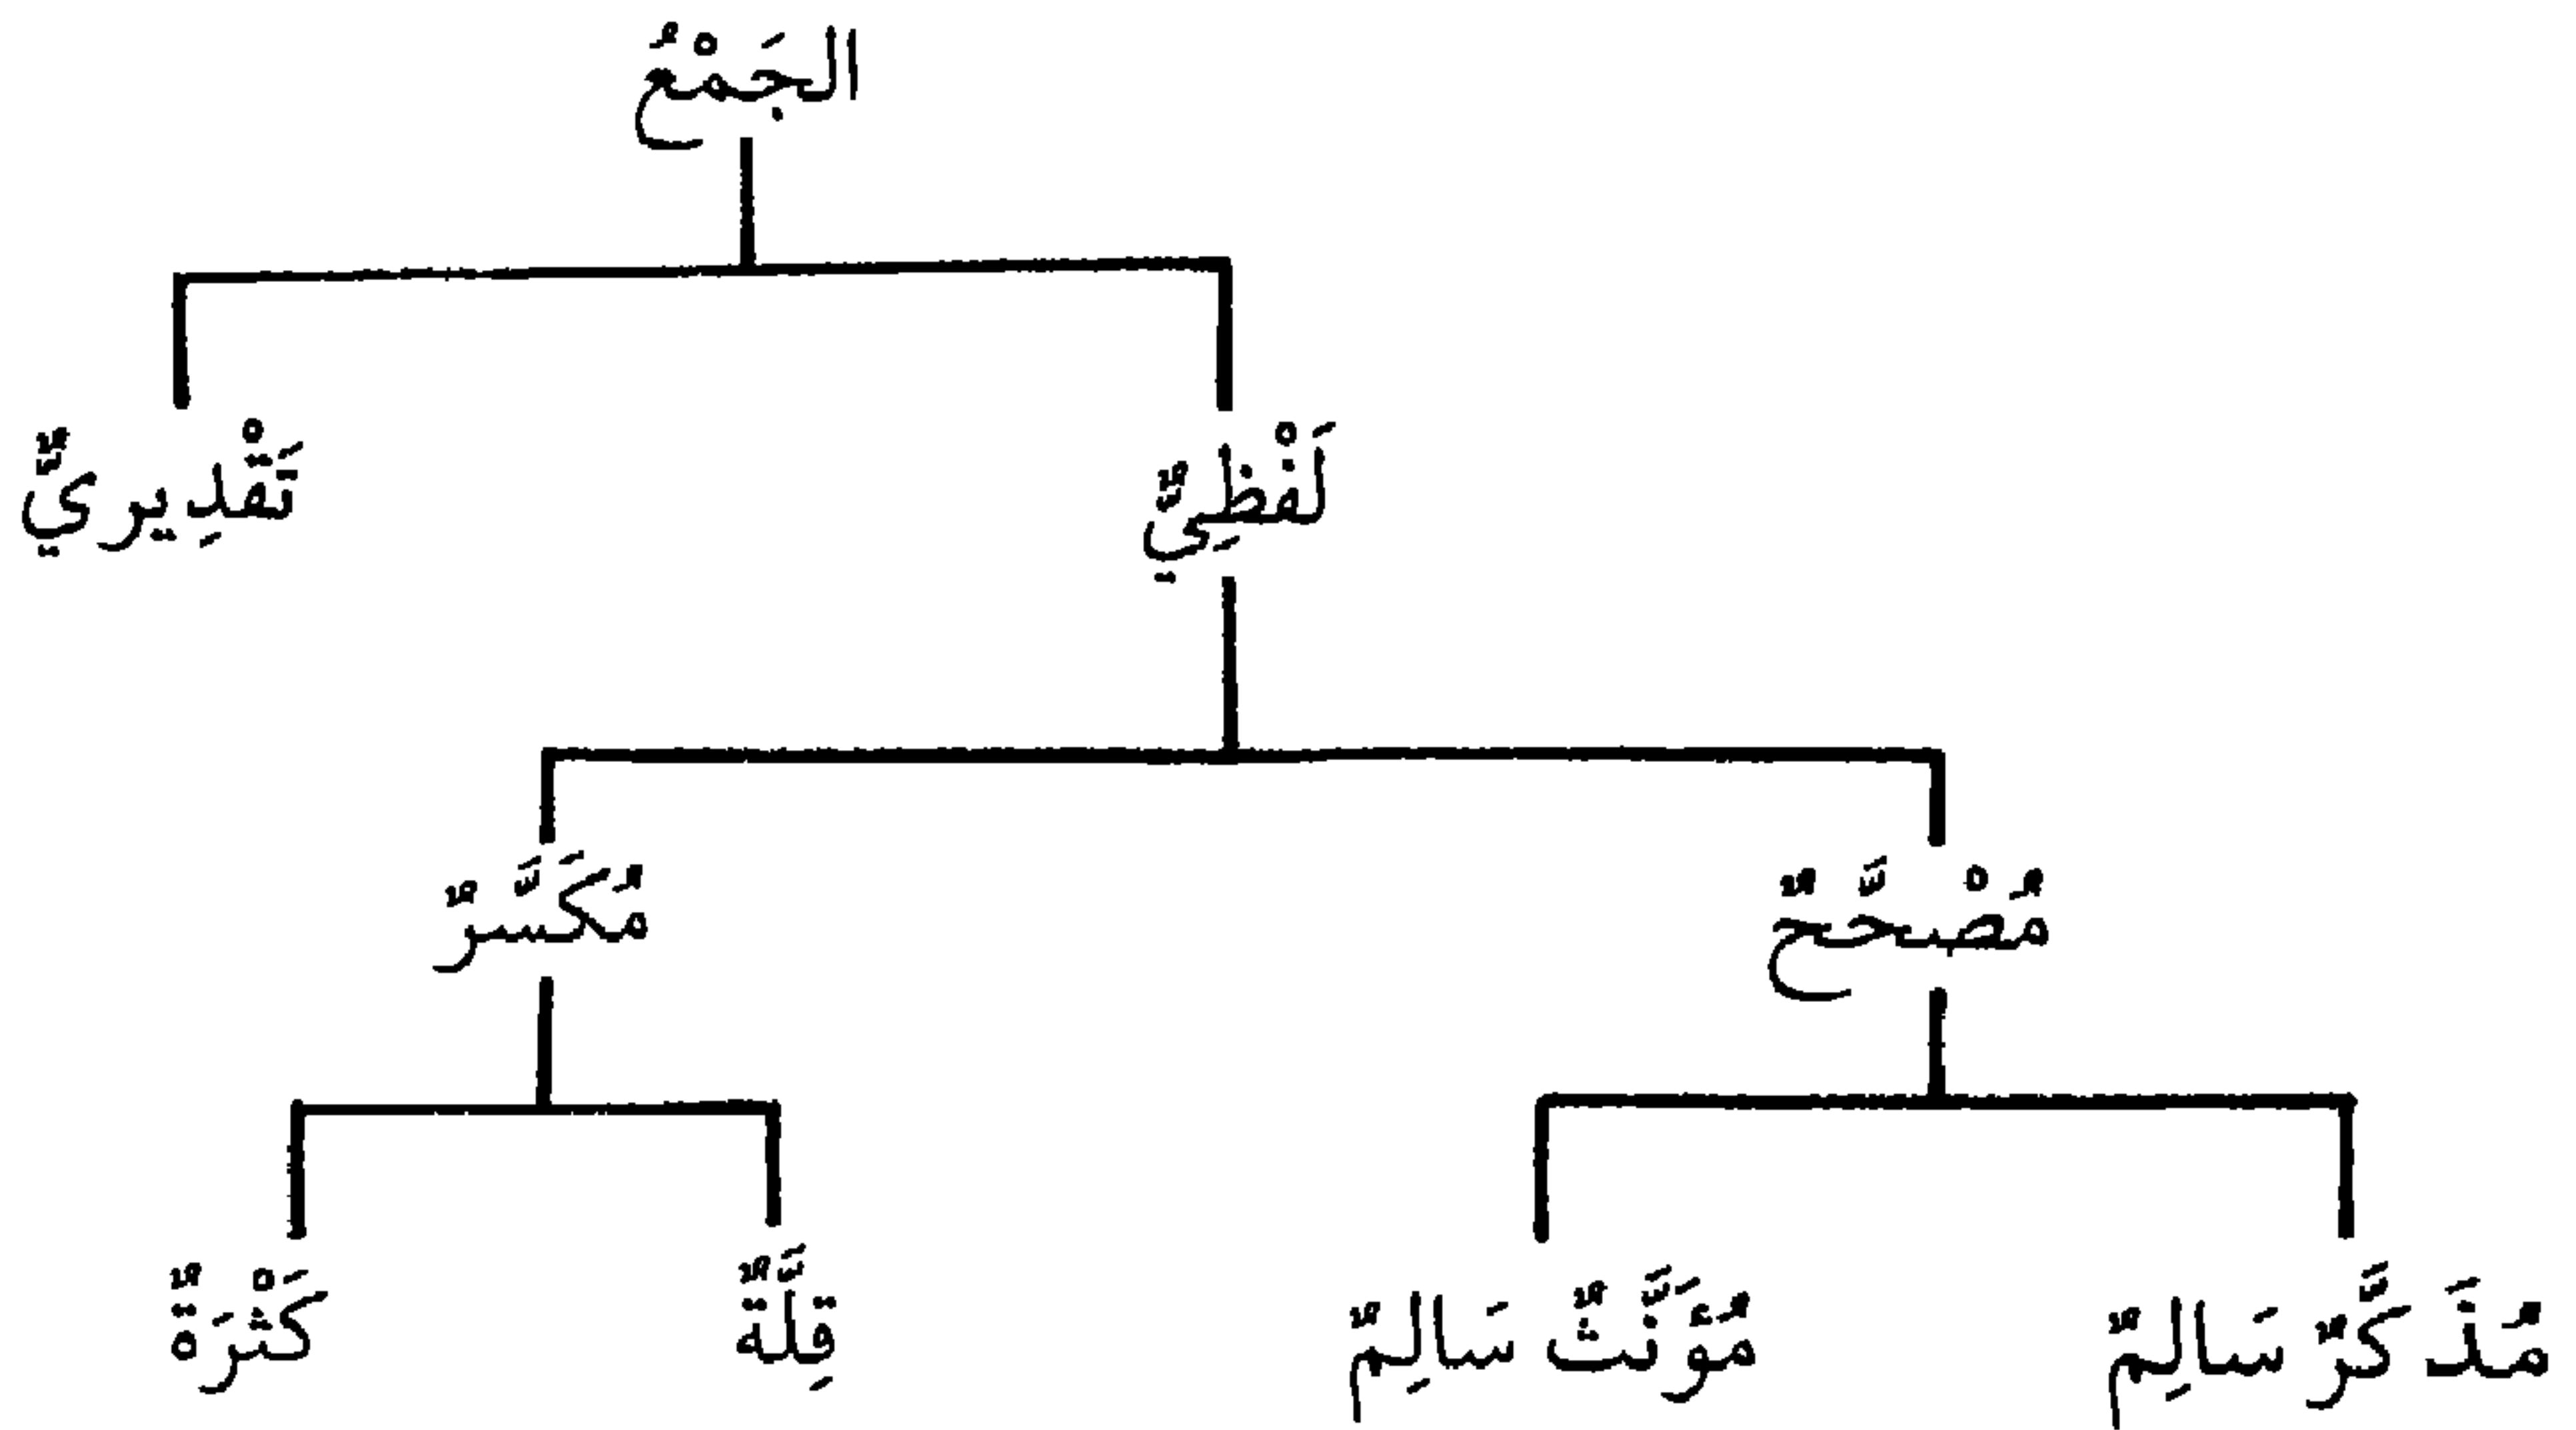 الجَمْعُ
لَفْظِيٌّ تَقْدِيرِيٌّ
مُصْحَّحٌ مُكَسَّرٌ
مُذَكَّرٌ سَالِمٌ مُؤَنَّثٌ سَالِمٌ قِلَّةٌ كَثْرَةٌ